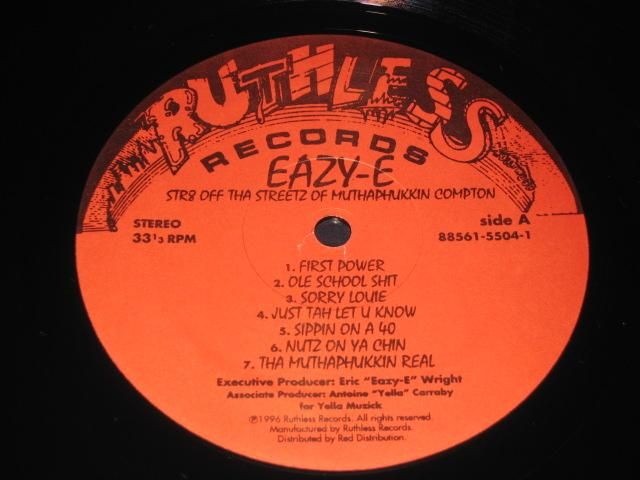 RUTHLESS
RECORDS
EAZY-E
STR8 OFF THA STREETZ OF MUTHAPHUKKIN COMPTON
STEREO
33 1/3 RPM
side A
88561-5504-1
1. FIRST POWER
2. OLE SCHOOL SHIT
3. SORRY LOUIE
4. JUST TAH LET U KNOW
5. SIPPIN ON A 40
6. NUTZ ON YA CHIN
7. THA MUTHAPHUKKIN REAL
Executive Producer: Eric "Eazy-E" Wright
Associate Producer: Antoine "Yella" Carraby
for Yella Muzick
℗1996 Ruthless Records. All rights reserved.
Manufactured by Ruthless Records.
Distributed by Red Distribution.